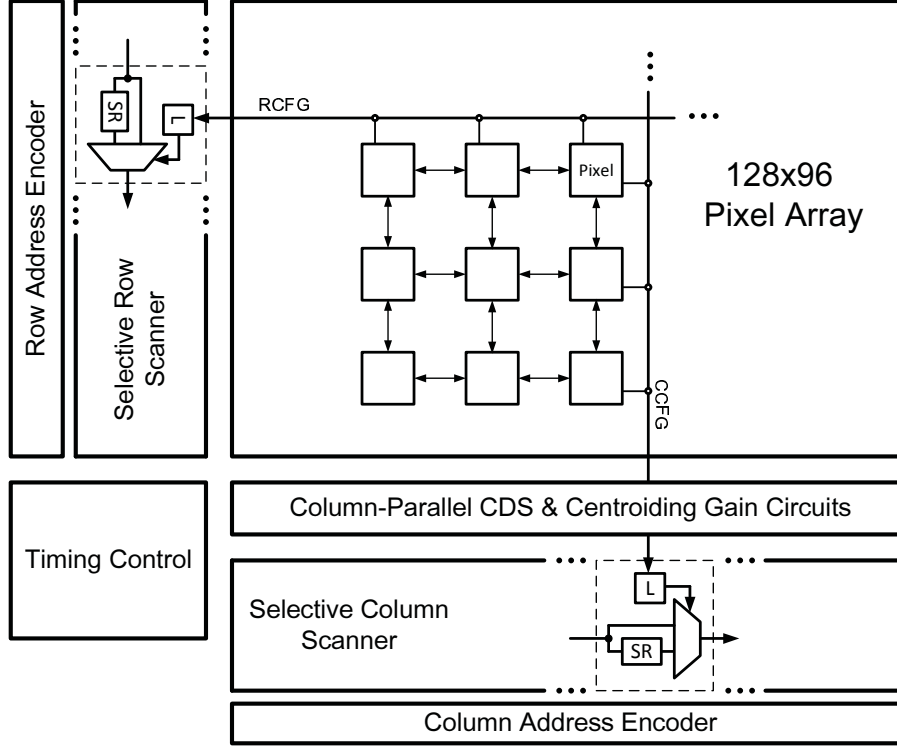 Row Address Encoder
SR
L
Selective Row
Scanner
RCFG
Pixel
128x96
Pixel Array
CCFG
Timing Control
Column-Parallel CDS & Centroiding Gain Circuits
Selective Column
Scanner
L
SR
Column Address Encoder